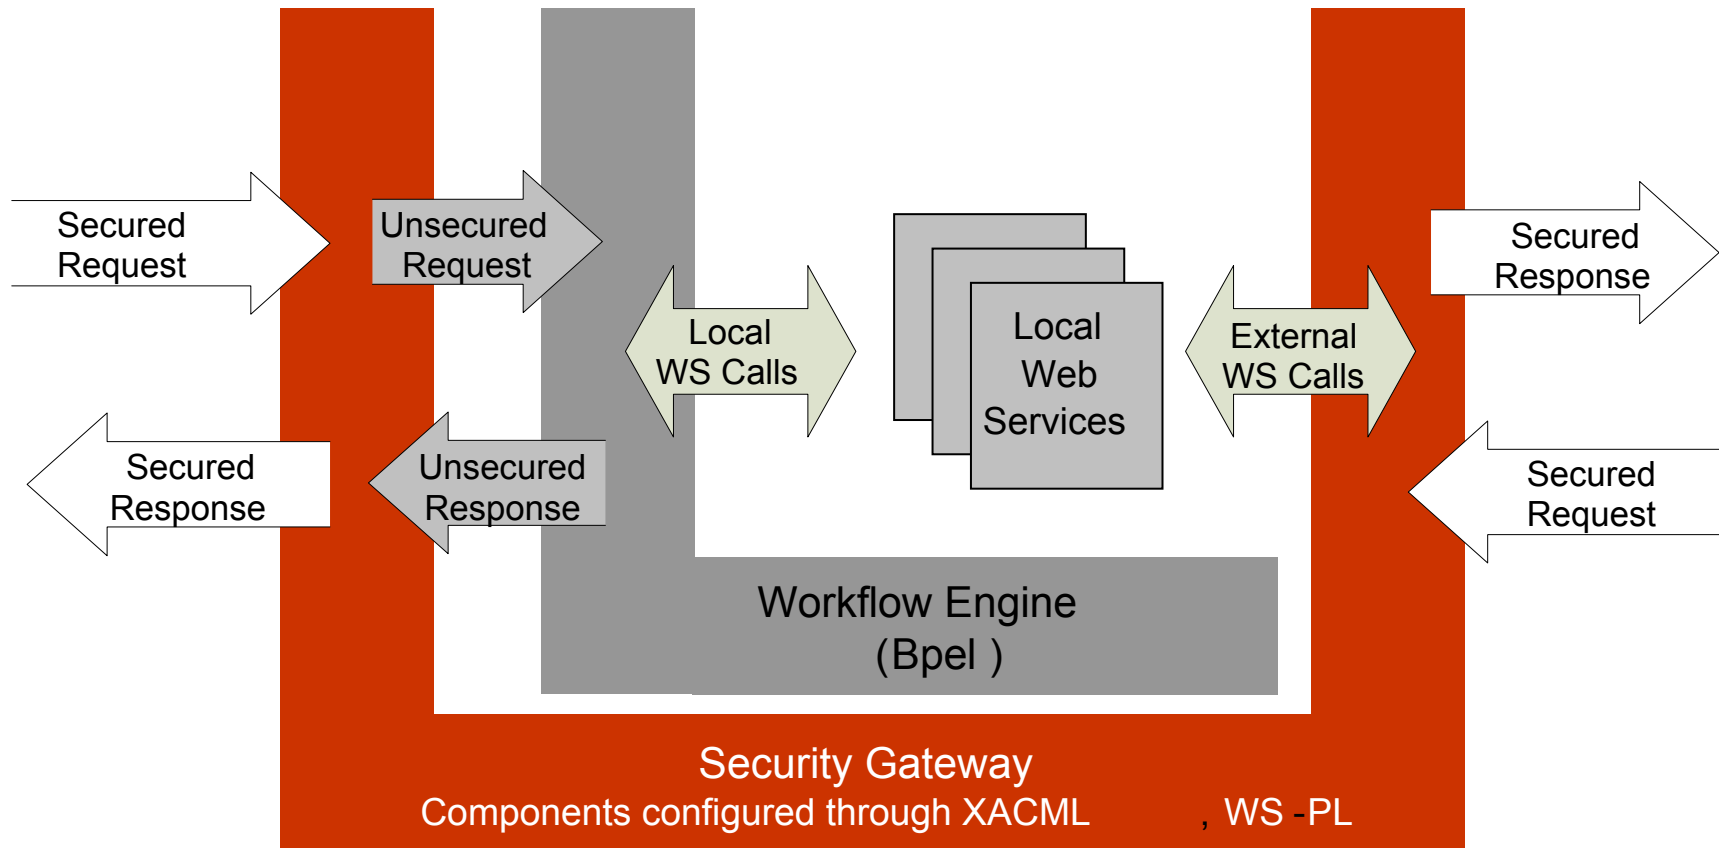 Secured
Request
Unsecured
Request
Secured
Response
Local
WS Calls
Local
Web
Services
External
WS Calls
Secured
Response
Unsecured
Response
Secured
Request
Workflow Engine
(Bpel )
Security Gateway
Components configured through XACML , WS -PL